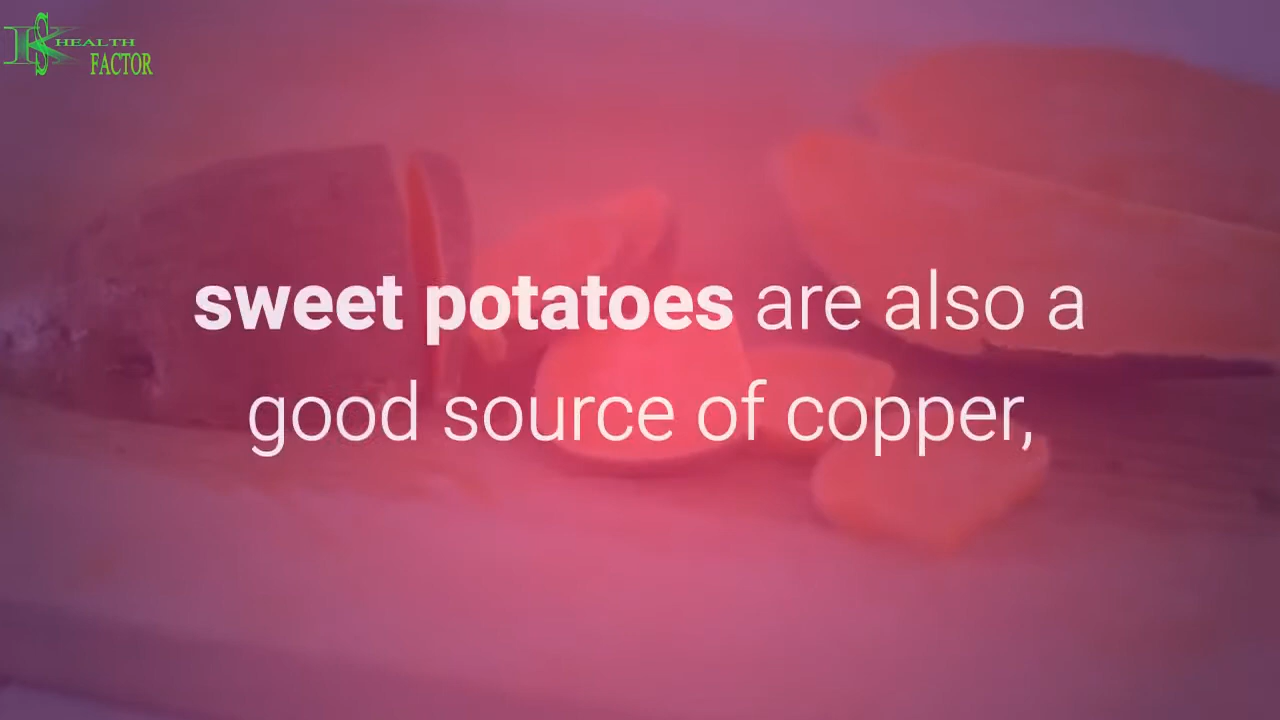 HEALTH
FACTOR
sweet potatoes are also a
good source of copper,